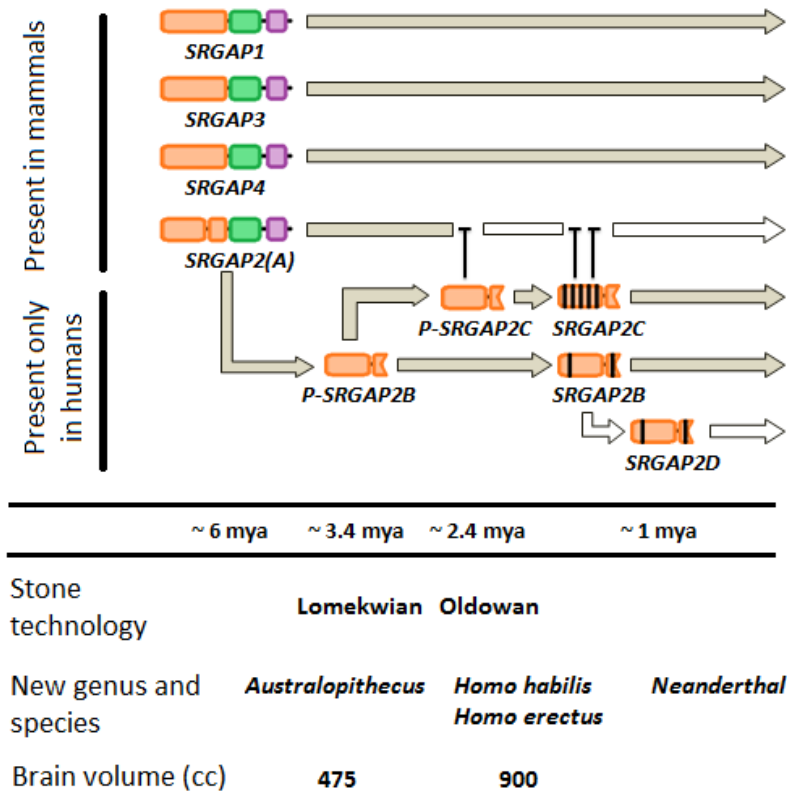 Present in mammals
SRGAP1
SRGAP3
SRGAP4
SRGAP2(A)
Present only
in humans
P-SRGAP2C
SRGAP2C
P-SRGAP2B
SRGAP2B
SRGAP2D
~ 6 mya
~ 3.4 mya
~ 2.4 mya
~ 1 mya
Stone
technology
Lomekwian
Oldowan
New genus and
species
Australopithecus
Homo habilis
Homo erectus
Neanderthal
Brain volume (cc)
475
900